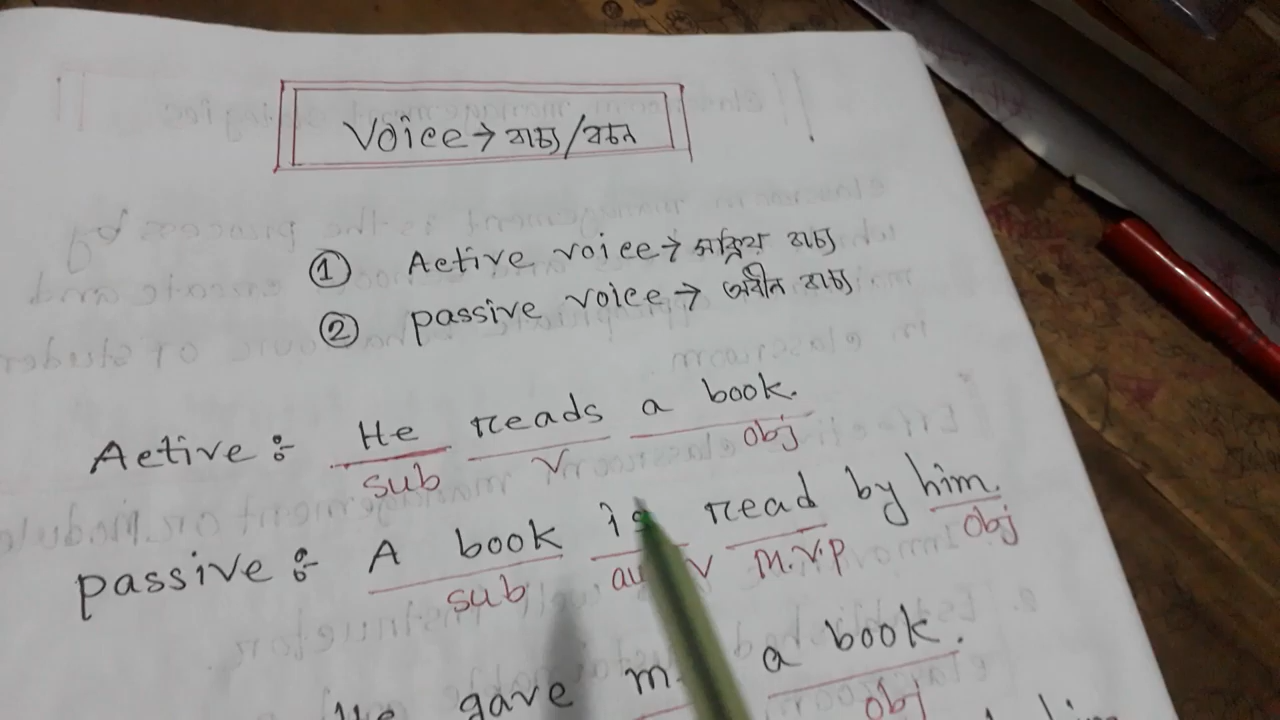 Voice → বাচ্য/বচন
① Active voice → সক্রিয় বাচ্য
② passive voice → অধীন বাচ্য
Active ঃ- He reads a book.
sub v obj
passive ঃ- A book is read by him.
sub v m.v.p obj
He gave a book.
obj